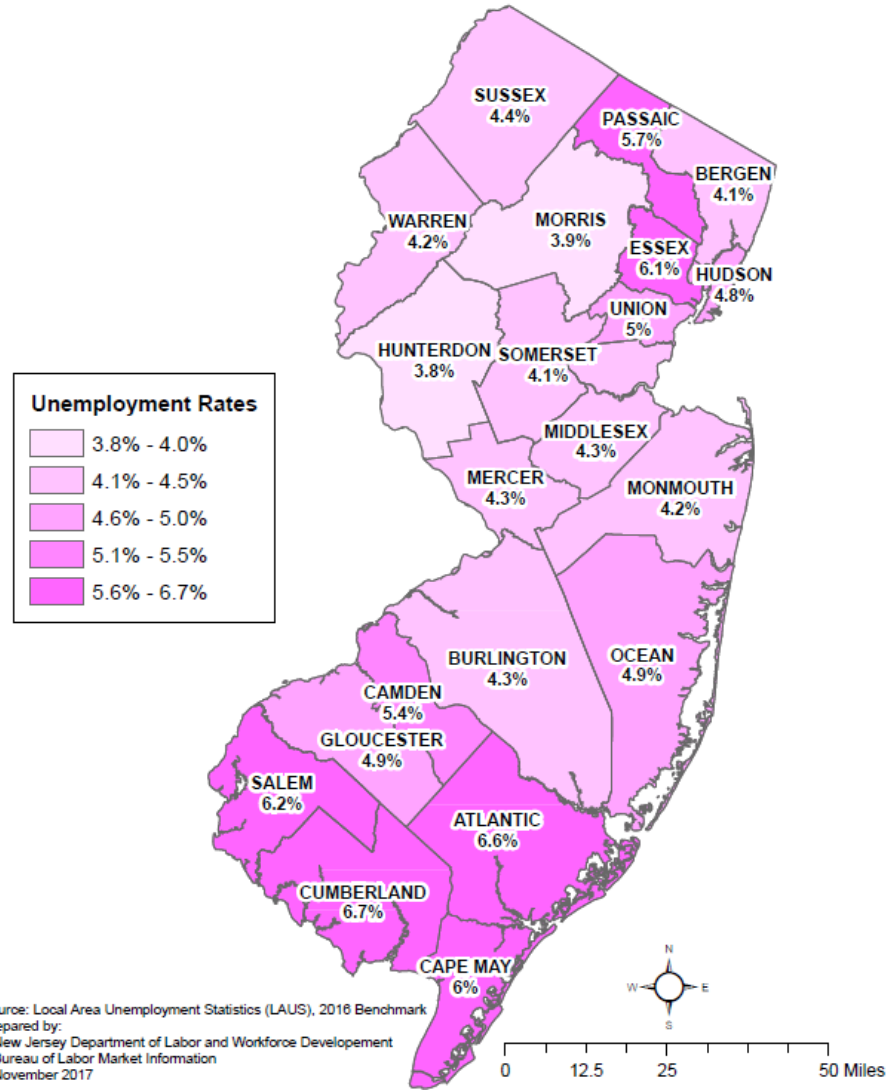 SUSSEX
4.4%
PASSAIC
5.7%
BERGEN
4.1%
WARREN
4.2%
MORRIS
3.9%
ESSEX
6.1%
HUDSON
4.8%
UNION
5%
HUNTERDON
3.8%
SOMERSET
4.1%
Unemployment Rates
3.8% - 4.0%
4.1% - 4.5%
4.6% - 5.0%
5.1% - 5.5%
5.6% - 6.7%
MIDDLESEX
4.3%
MERCER
4.3%
MONMOUTH
4.2%
BURLINGTON
4.3%
OCEAN
4.9%
CAMDEN
5.4%
GLOUCESTER
4.9%
SALEM
6.2%
ATLANTIC
6.6%
CUMBERLAND
6.7%
CAPE MAY
6%
N
W E
S
urce: Local Area Unemployment Statistics (LAUS), 2016 Benchmark
epared by:
New Jersey Department of Labor and Workforce Developement
Bureau of Labor Market Information
November 2017
0 12.5 25 50 Miles